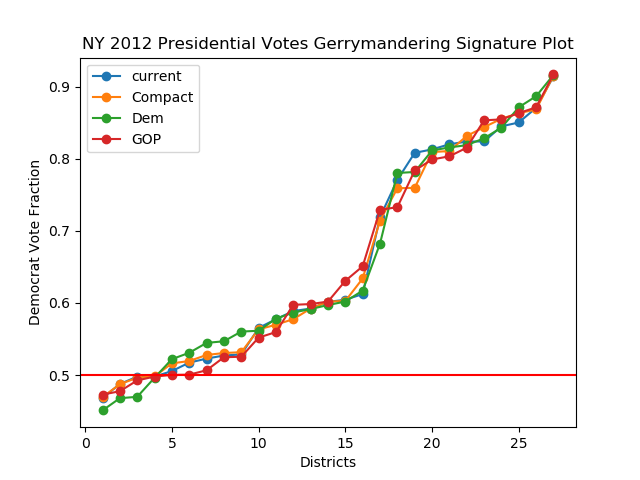 NY 2012 Presidential Votes Gerrymandering Signature Plot
current
Compact
Dem
GOP
Democrat Vote Fraction
0.9
0.8
0.7
0.6
0.5
0 5 10 15 20 25
Districts